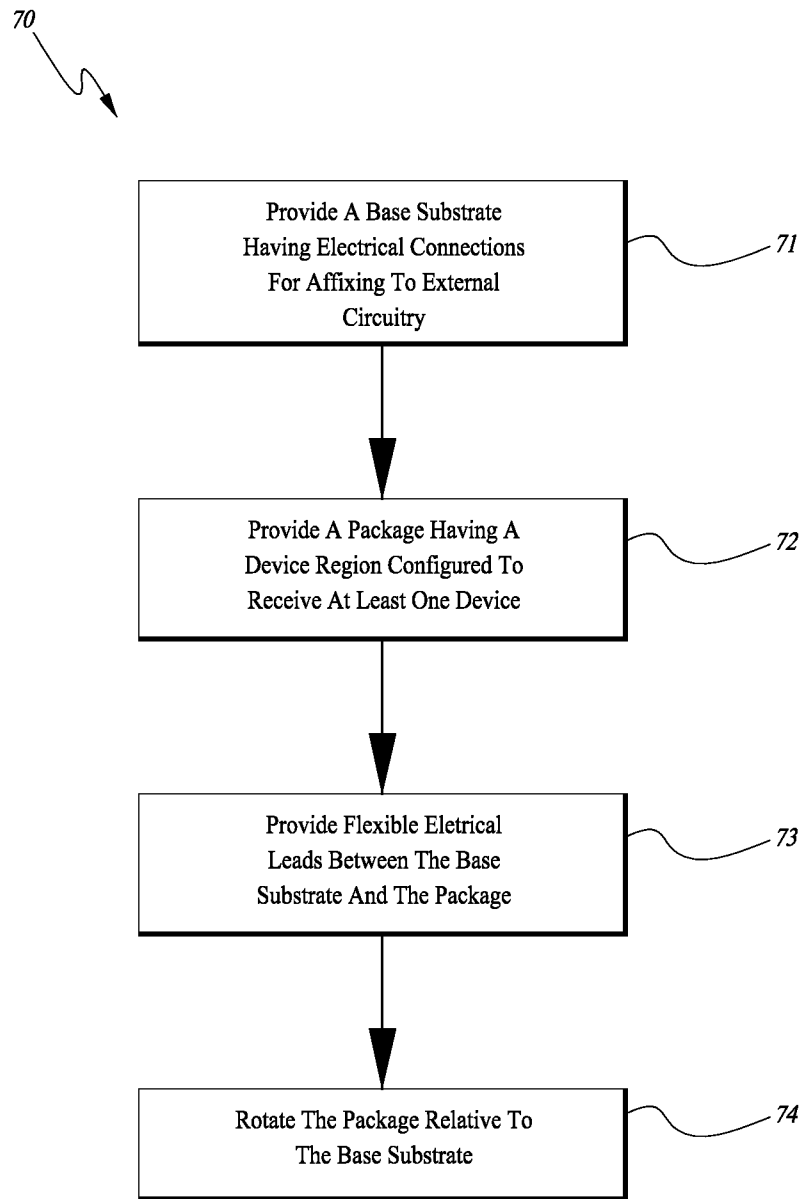 70
Provide A Base Substrate
Having Electrical Connections
For Affixing To External
Circuitry
71
Provide A Package Having A
Device Region Configured To
Receive At Least One Device
72
Provide Flexible Eletrical
Leads Between The Base
Substrate And The Package
73
Rotate The Package Relative To
The Base Substrate
74